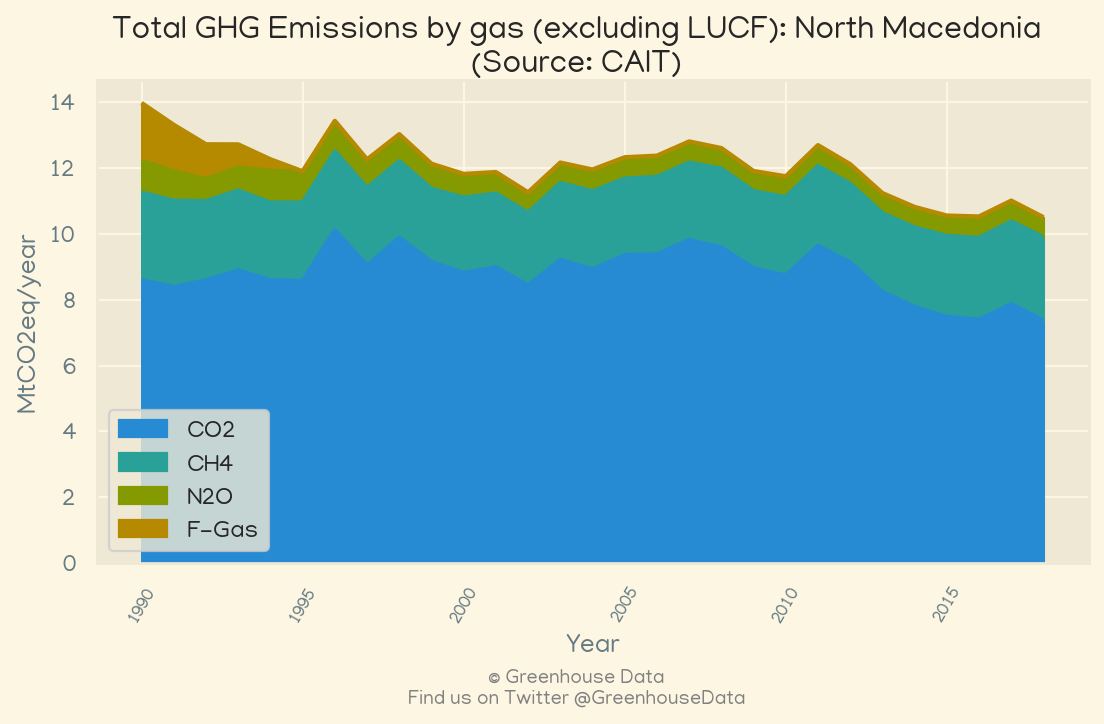 Total GHG Emissions by gas (excluding LUCF): North Macedonia
(Source: CAIT)
14
12
10
8
6
4
2
0
MtCO2eq/year
CO2
CH4
N2O
F-Gas
1990
1995
2000
2005
2010
2015
Year
© Greenhouse Data
Find us on Twitter @GreenhouseData